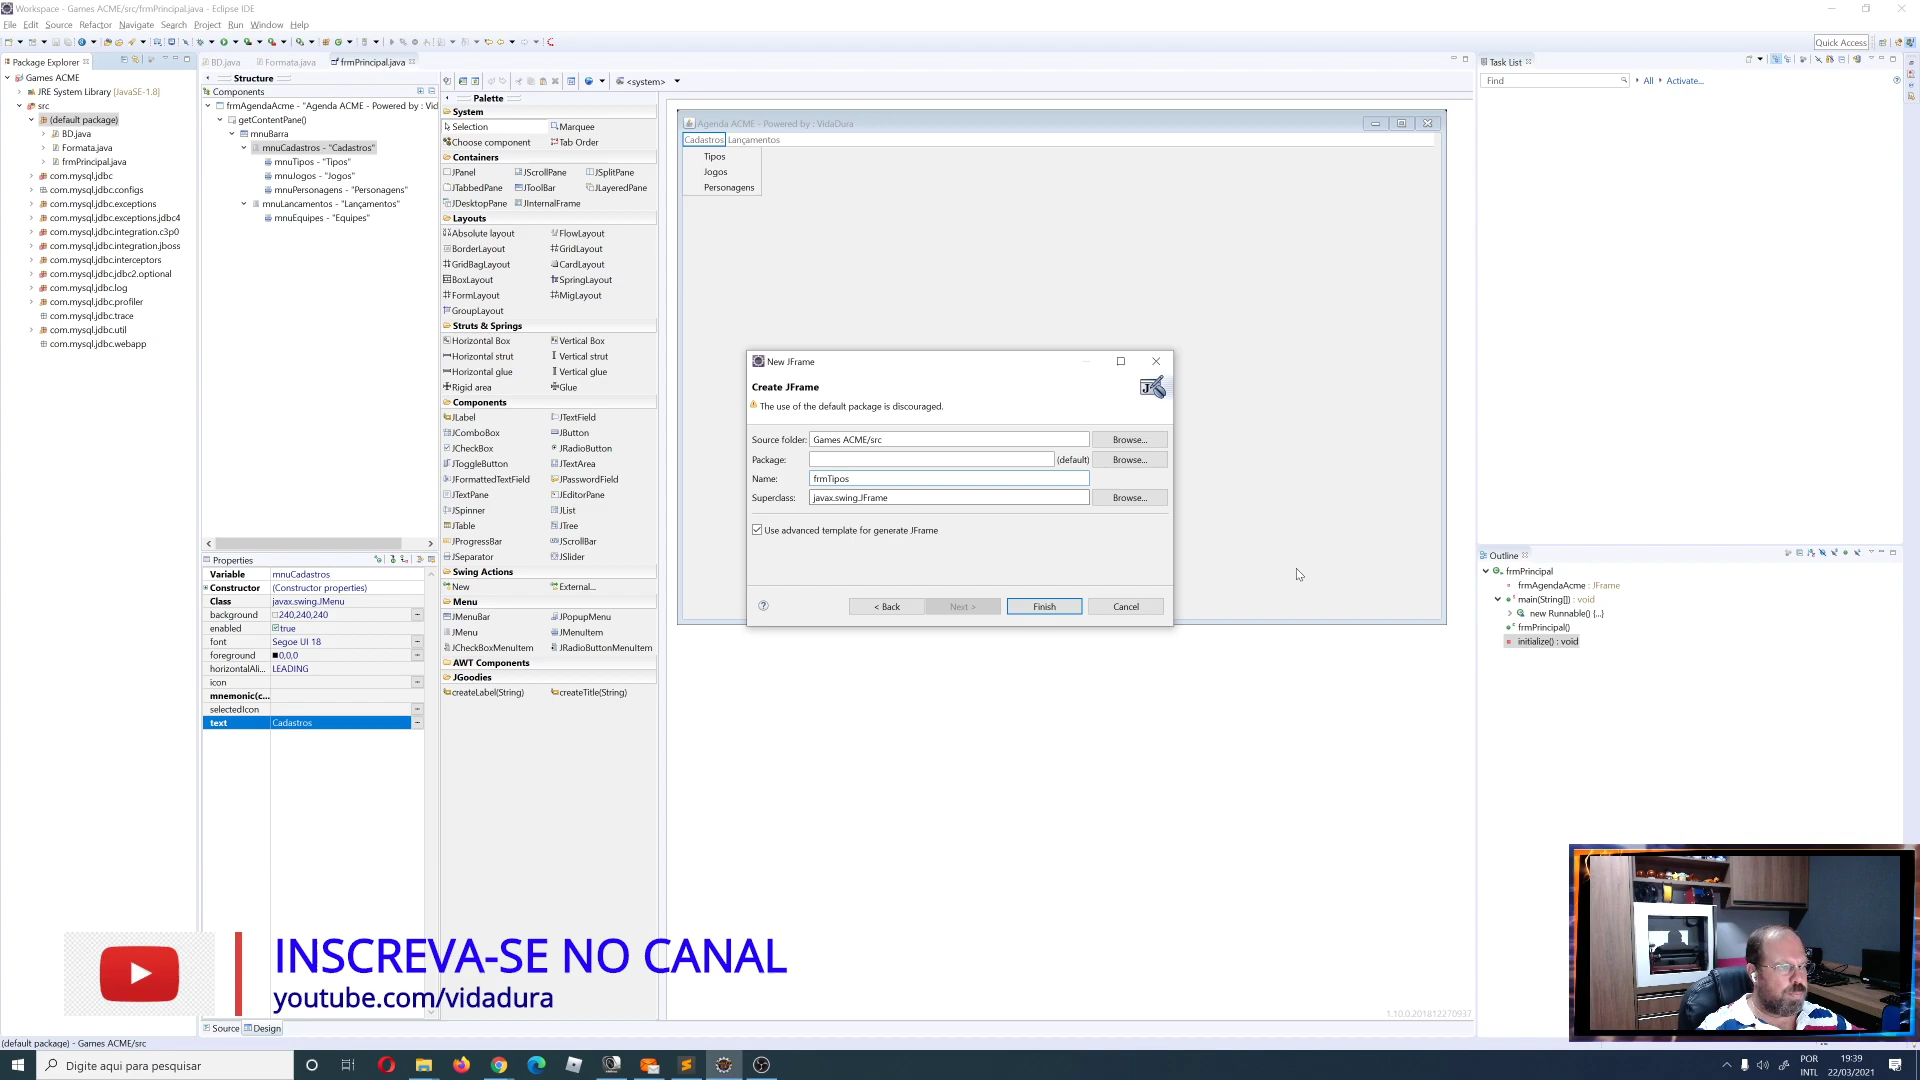 Workspace - Games ACME/src/frmPrincipal.java - Eclipse IDE
File Edit Source Refactor Navigate Search Project Run Window Help
Quick Access
Package Explorer
Games ACME
JRE System Library [JavaSE-1.8]
src
(default package)
BD.java
Formata.java
frmPrincipal.java
com.mysql.jdbc
com.mysql.jdbc.configs
com.mysql.jdbc.exceptions
com.mysql.jdbc.exceptions.jdbc4
com.mysql.jdbc.integration.c3p0
com.mysql.jdbc.integration.jboss
com.mysql.jdbc.interceptors
com.mysql.jdbc.jdbc2.optional
com.mysql.jdbc.log
com.mysql.jdbc.profiler
com.mysql.jdbc.trace
com.mysql.jdbc.util
com.mysql.jdbc.webapp
BD.java Formata.java frmPrincipal.java
Structure
Components
frmAgendaAcme - "Agenda ACME - Powered by : Vid
getContentPane()
mnuBarra
mnuCadastros - "Cadastros"
mnuTipos - "Tipos"
mnuJogos - "Jogos"
mnuPersonagens - "Personagens"
mnuLancamentos - "Lançamentos"
mnuEquipes - "Equipes"
Properties
Variable mnuCadastros
Constructor (Constructor properties)
Class javax.swing.JMenu
background 240,240,240
enabled true
font Segoe UI 18
foreground 0,0,0
horizontalAli... LEADING
icon
mnemonic(c...
selectedIcon
text Cadastros
<system>
Palette
System
Selection Marquee
Choose component Tab Order
Containers
JPanel JScrollPane JSplitPane
JTabbedPane JToolBar JLayeredPane
JDesktopPane JInternalFrame
Layouts
Absolute layout FlowLayout
BorderLayout GridLayout
GridBagLayout CardLayout
BoxLayout SpringLayout
FormLayout MigLayout
GroupLayout
Struts & Springs
Horizontal Box Vertical Box
Horizontal strut Vertical strut
Horizontal glue Vertical glue
Rigid area Glue
Components
JLabel JTextField
JComboBox JButton
JCheckBox JRadioButton
JToggleButton JTextArea
JFormattedTextField JPasswordField
JTextPane JEditorPane
JSpinner JList
JTable JTree
JProgressBar JScrollBar
JSeparator JSlider
Swing Actions
New External...
Menu
JMenuBar JPopupMenu
JMenu JMenuItem
JCheckBoxMenuItem JRadioButtonMenuItem
AWT Components
JGoodies
createLabel(String) createTitle(String)
Agenda ACME - Powered by : VidaDura
Cadastros Lançamentos
Tipos
Jogos
Personagens
New JFrame
Create JFrame
The use of the default package is discouraged.
Source folder: Games ACME/src Browse...
Package: (default) Browse...
Name: frmTipos
Superclass: javax.swing.JFrame Browse...
Use advanced template for generate JFrame
< Back Next > Finish Cancel
1.10.0.201812270937
Task List
Find All Activate...
Outline
frmPrincipal
frmAgendaAcme : JFrame
main(String[]) : void
new Runnable() {...}
frmPrincipal()
initialize() : void
INSCREVA-SE NO CANAL
youtube.com/vidadura
Source Design
(default package) - Games ACME/src
Digite aqui para pesquisar
POR
INTL
19:39
22/03/2021